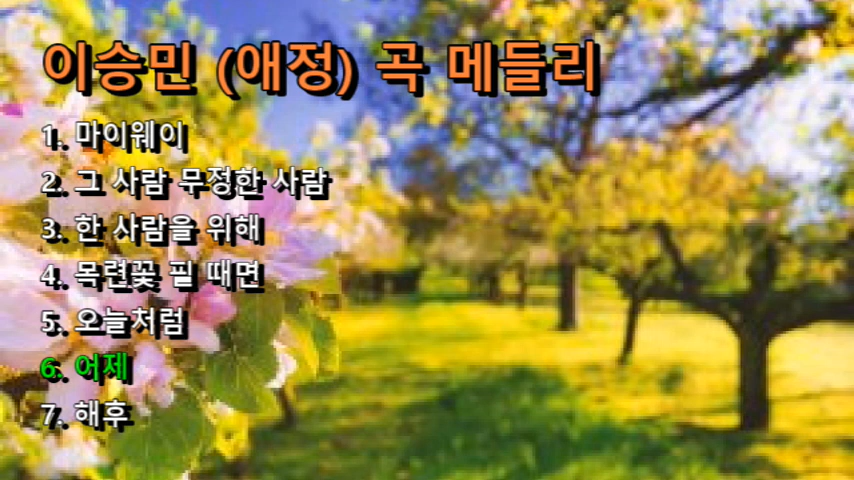 이승민 (애정) 곡 메들리
1. 마이웨이
2. 그 사람 무정한 사람
3. 한 사람을 위해
4. 목련꽃 필 때면
5. 오늘처럼
6. 어제
7. 해후